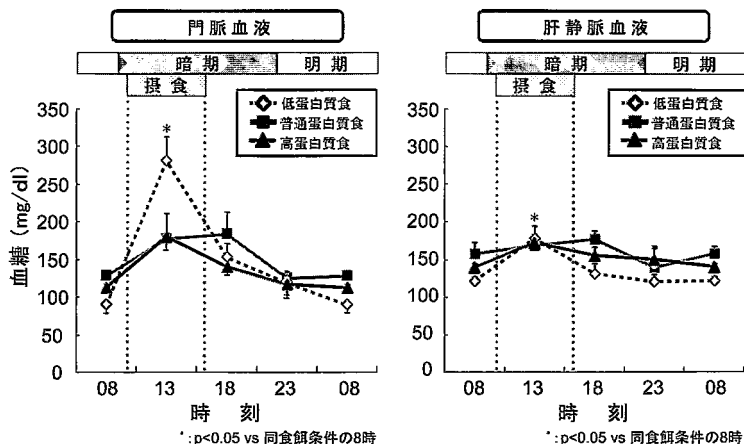 門脈血液
暗期 明期
摂食
低蛋白質食
普通蛋白質食
高蛋白質食
*
血糖 (mg/dl)
350
300
250
200
150
100
50
0
08 13 18 23 08
時刻
*:p<0.05 vs 同食餌条件の8時
肝静脈血液
暗期 明期
摂食
低蛋白質食
普通蛋白質食
高蛋白質食
*
350
300
250
200
150
100
50
0
08 13 18 23 08
時刻
*:p<0.05 vs 同食餌条件の8時